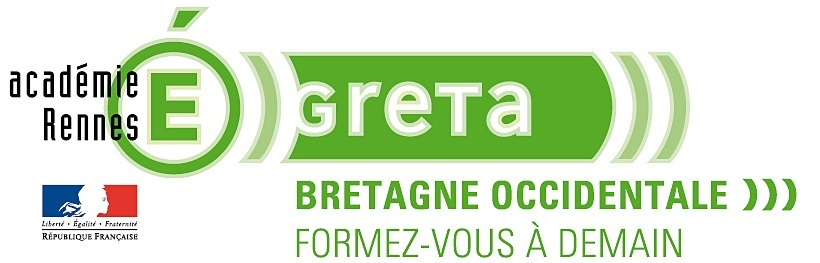 académie
Rennes
É
GRETA
BRETAGNE OCCIDENTALE
FORMEZ-VOUS À DEMAIN
Liberté • Égalité • Fraternité
RÉPUBLIQUE FRANÇAISE